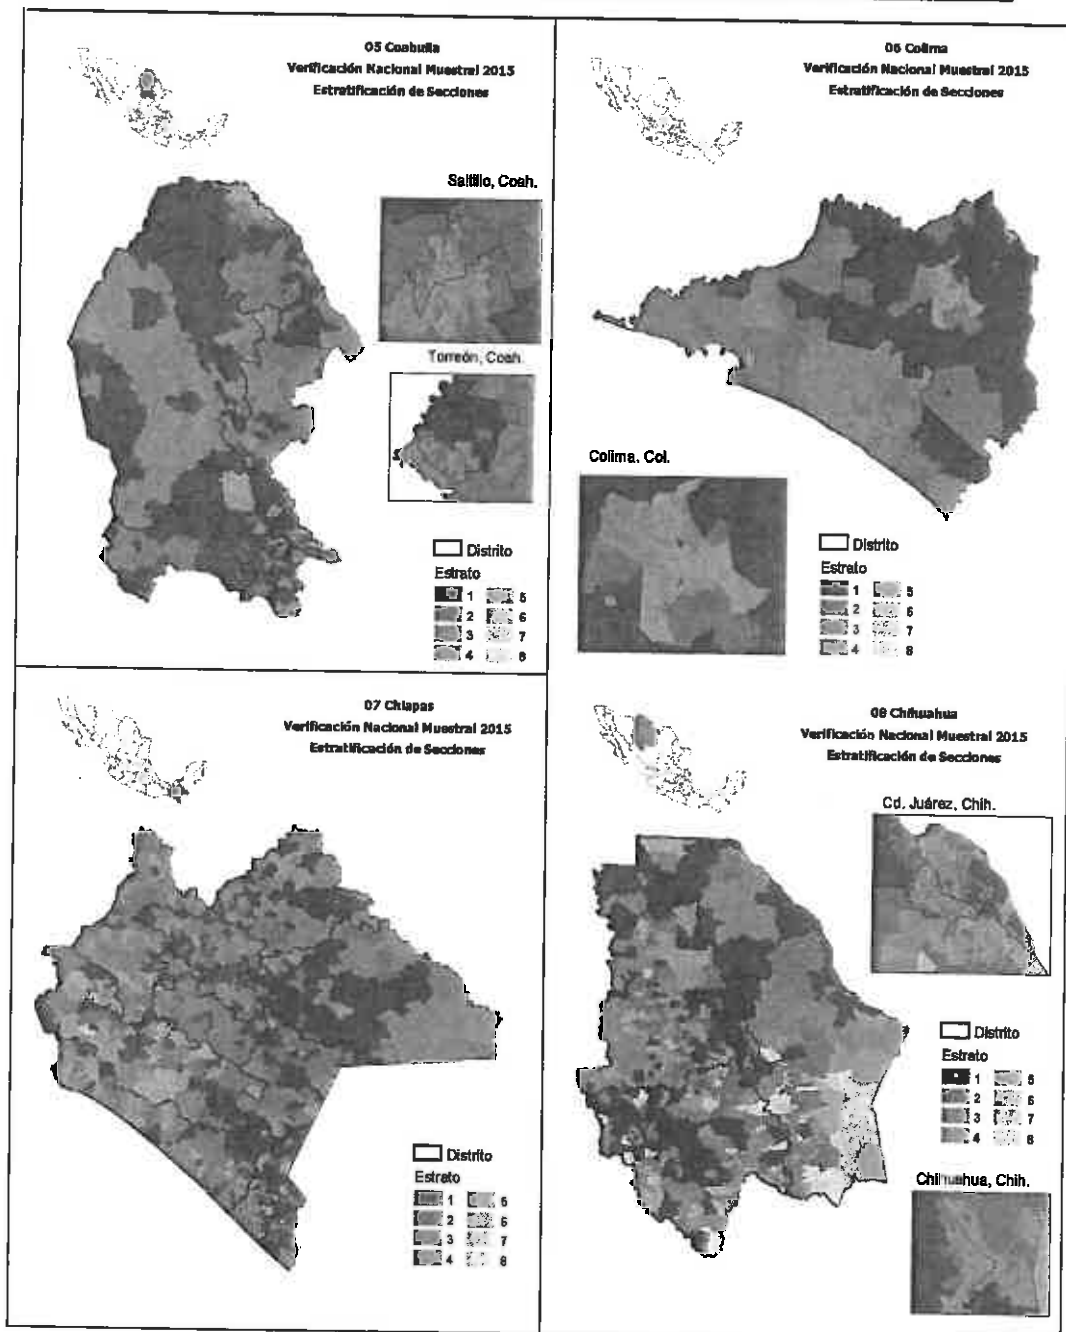 05 Coahuila
Verificación Nacional Muestral 2015
Estratificación de Secciones
Saltillo, Coah.
Torreón, Coah.
Distrito
Estrato
1 5
2 6
3 7
4 8
06 Colima
Verificación Nacional Muestral 2015
Estratificación de Secciones
Colima, Col.
Distrito
Estrato
1 5
2 6
3 7
4 8
07 Chiapas
Verificación Nacional Muestral 2015
Estratificación de Secciones
Distrito
Estrato
1 5
2 6
3 7
4 8
08 Chihuahua
Verificación Nacional Muestral 2015
Estratificación de Secciones
Cd. Juárez, Chih.
Distrito
Estrato
1 5
2 6
3 7
4 8
Chihuahua, Chih.